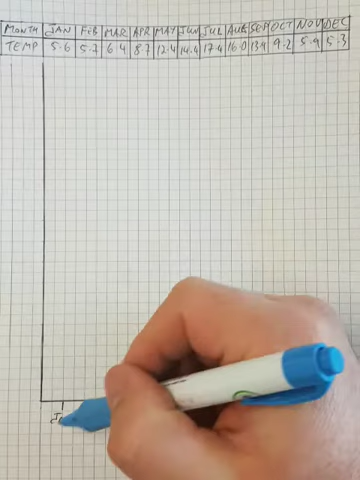 MONTH JAN FEB MAR APR MAY JUN JUL AUG SEP OCT NOV DEC
TEMP 5.6 5.7 6.4 8.7 12.4 14.4 17.4 16.0 13.9 9.2 5.9 5.3